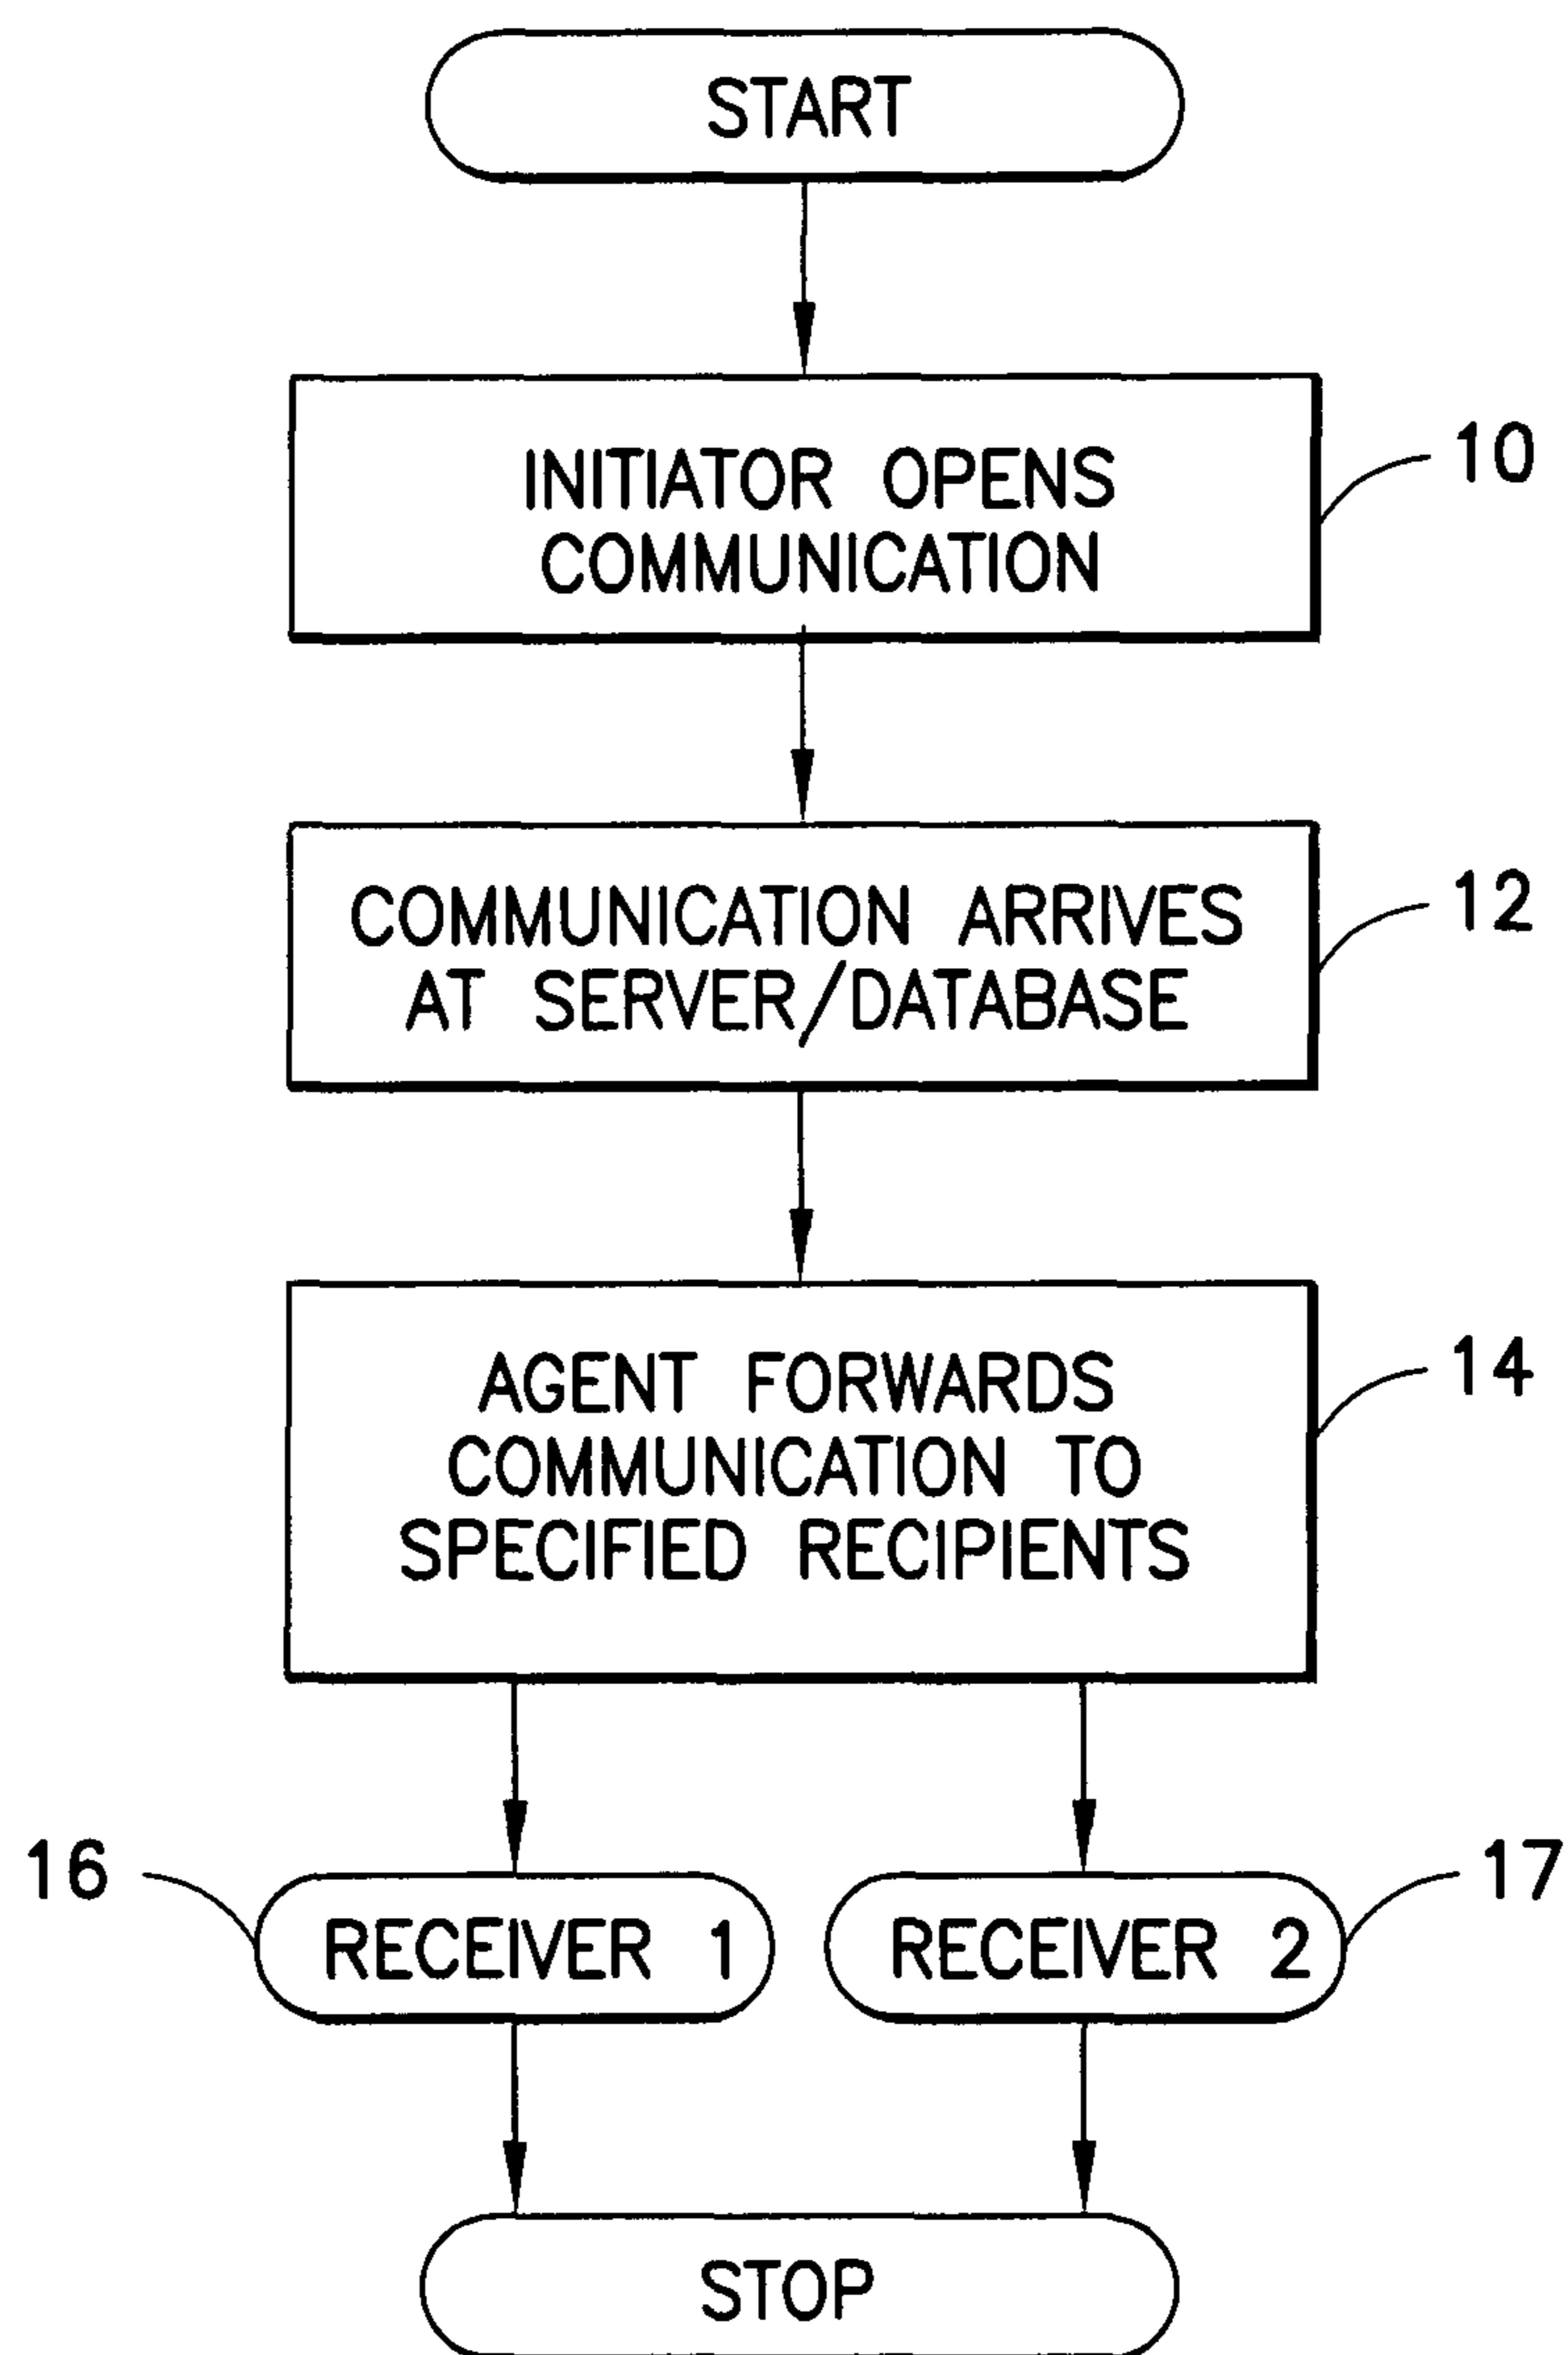 START
INITIATOR OPENS
COMMUNICATION
10
COMMUNICATION ARRIVES
AT SERVER/DATABASE
12
AGENT FORWARDS
COMMUNICATION TO
SPECIFIED RECIPIENTS
14
16
RECEIVER 1
RECEIVER 2
17
STOP